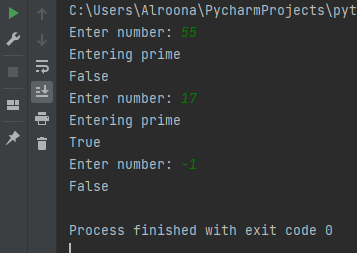 C:\Users\Alroona\PycharmProjects\pyt
Enter number: 55
Entering prime
False
Enter number: 17
Entering prime
True
Enter number: -1
False
Process finished with exit code 0